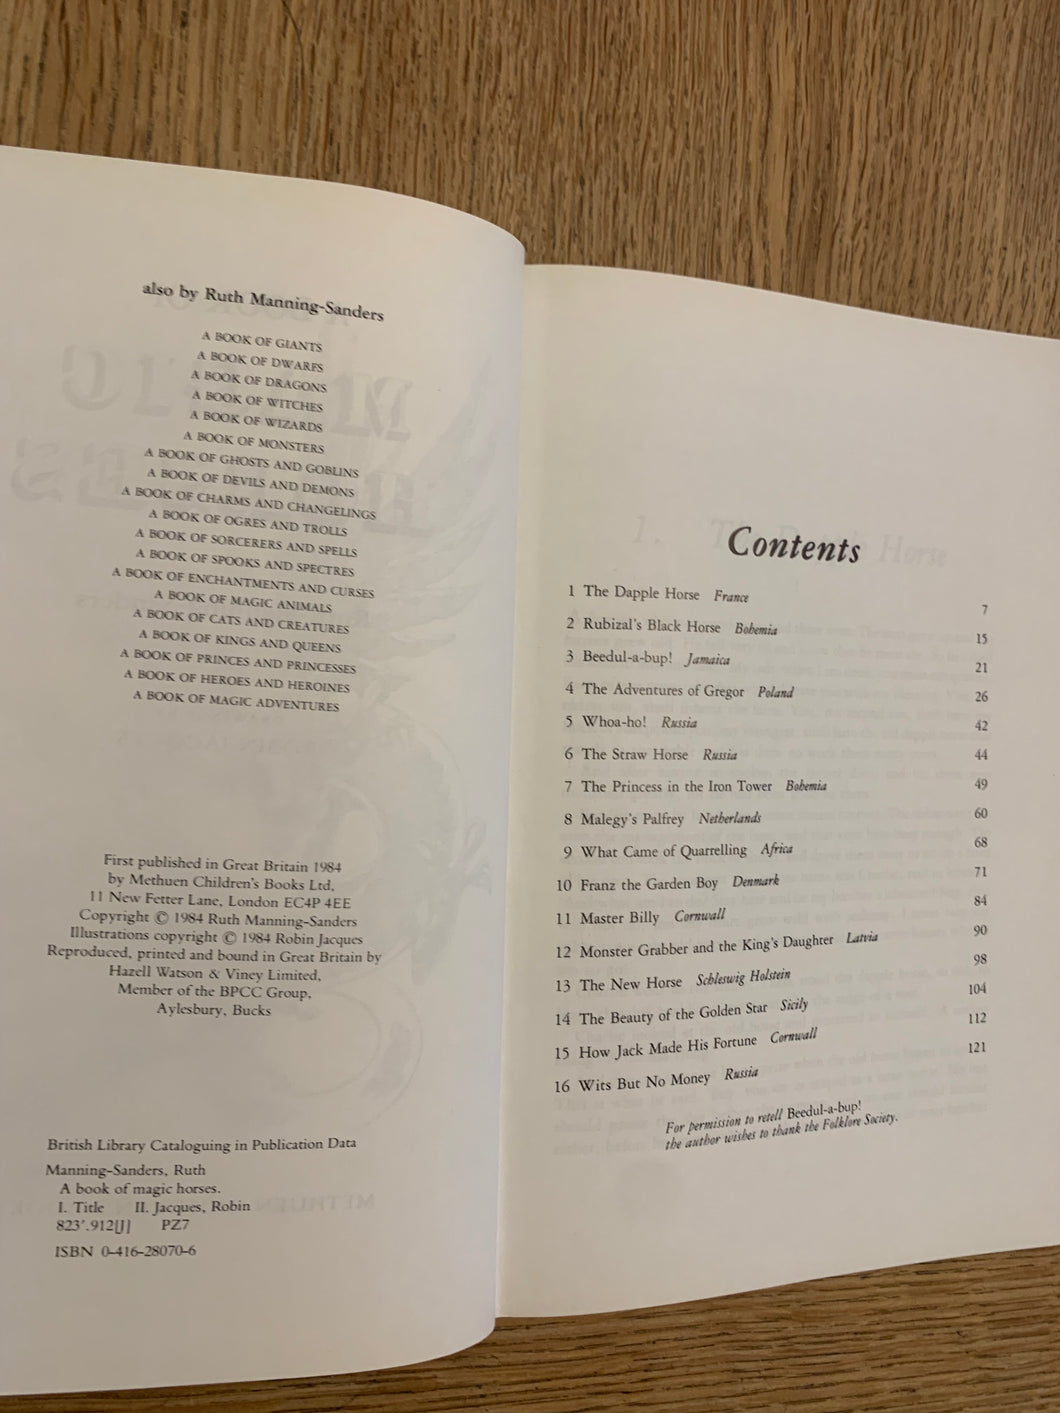 also by Ruth Manning-Sanders
A BOOK OF GIANTS
A BOOK OF DWARFS
A BOOK OF DRAGONS
A BOOK OF WITCHES
A BOOK OF WIZARDS
A BOOK OF MONSTERS
A BOOK OF GHOSTS AND GOBLINS
A BOOK OF DEVILS AND DEMONS
A BOOK OF CHARMS AND CHANGELINGS
A BOOK OF OGRES AND TROLLS
A BOOK OF SORCERERS AND SPELLS
A BOOK OF SPOOKS AND SPECTRES
A BOOK OF ENCHANTMENTS AND CURSES
A BOOK OF MAGIC ANIMALS
A BOOK OF CATS AND CREATURES
A BOOK OF KINGS AND QUEENS
A BOOK OF PRINCES AND PRINCESSES
A BOOK OF HEROES AND HEROINES
A BOOK OF MAGIC ADVENTURES
First published in Great Britain 1984
by Methuen Children's Books Ltd,
11 New Fetter Lane, London EC4P 4EE
Copyright © 1984 Ruth Manning-Sanders
Illustrations copyright © 1984 Robin Jacques
Reproduced, printed and bound in Great Britain by
Hazell Watson & Viney Limited,
Member of the BPCC Group,
Aylesbury, Bucks
British Library Cataloguing in Publication Data
Manning-Sanders, Ruth
A book of magic horses.
I. Title II. Jacques, Robin
823'.912[J] PZ7
ISBN 0-416-28070-6
Contents
1 The Dapple Horse France 7
2 Rubizal's Black Horse Bohemia 15
3 Beedul-a-bup! Jamaica 21
4 The Adventures of Gregor Poland 26
5 Whoa-ho! Russia 42
6 The Straw Horse Russia 44
7 The Princess in the Iron Tower Bohemia 49
8 Malegy's Palfrey Netherlands 60
9 What Came of Quarrelling Africa 68
10 Franz the Garden Boy Denmark 71
11 Master Billy Cornwall 84
12 Monster Grabber and the King's Daughter Latvia 90
13 The New Horse Schleswig Holstein 98
14 The Beauty of the Golden Star Sicily 104
15 How Jack Made His Fortune Cornwall 112
16 Wits But No Money Russia 121
For permission to retell Beedul-a-bup!
the author wishes to thank the Folklore Society.